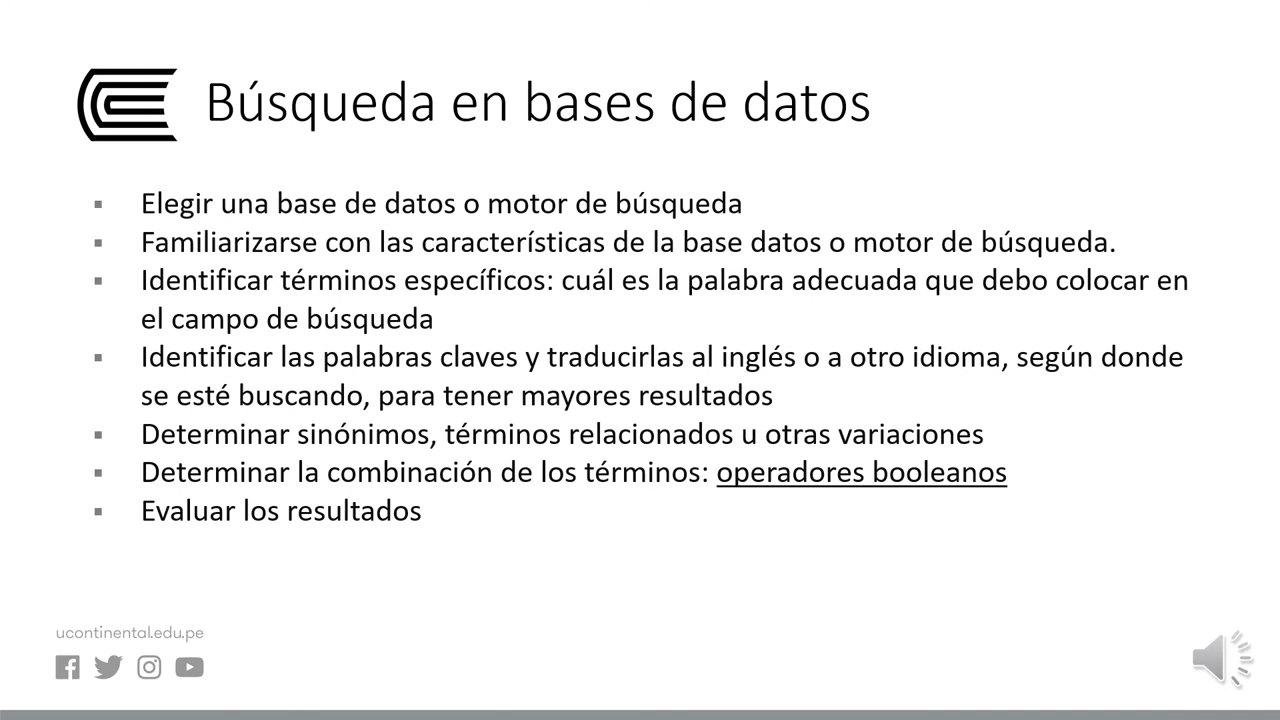 Búsqueda en bases de datos
▪ Elegir una base de datos o motor de búsqueda
▪ Familiarizarse con las características de la base datos o motor de búsqueda.
▪ Identificar términos específicos: cuál es la palabra adecuada que debo colocar en
el campo de búsqueda
▪ Identificar las palabras claves y traducirlas al inglés o a otro idioma, según donde
se esté buscando, para tener mayores resultados
▪ Determinar sinónimos, términos relacionados u otras variaciones
▪ Determinar la combinación de los términos: operadores booleanos
▪ Evaluar los resultados
ucontinental.edu.pe